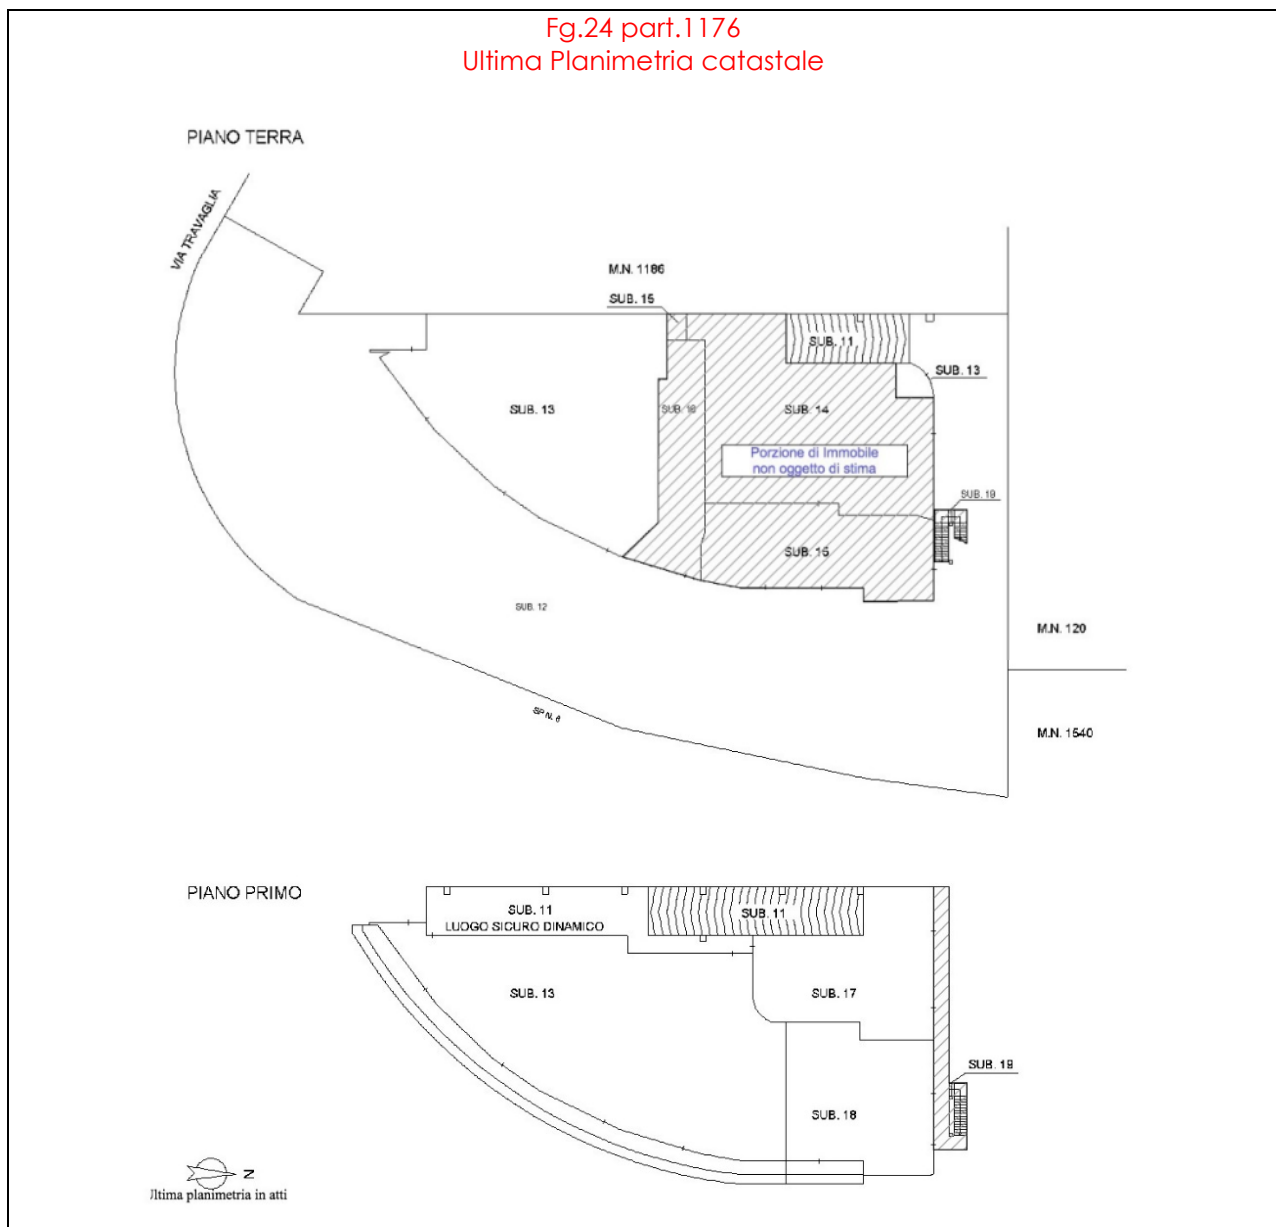 Fg.24 part.1176
Ultima Planimetria catastale
PIANO TERRA
VIA TRAVAGLIA
M.N. 1186
SUB. 15
SUB. 11
SUB. 13
SUB. 13
SUB. 16
SUB. 14
Porzione di Immobile
non oggetto di stima
SUB. 19
SUB. 15
SUB. 12
M.N. 120
SP N. 6
M.N. 1540
PIANO PRIMO
SUB. 11
LUOGO SICURO DINAMICO
SUB. 11
SUB. 13
SUB. 17
SUB. 19
SUB. 18
N
Ultima planimetria in atti